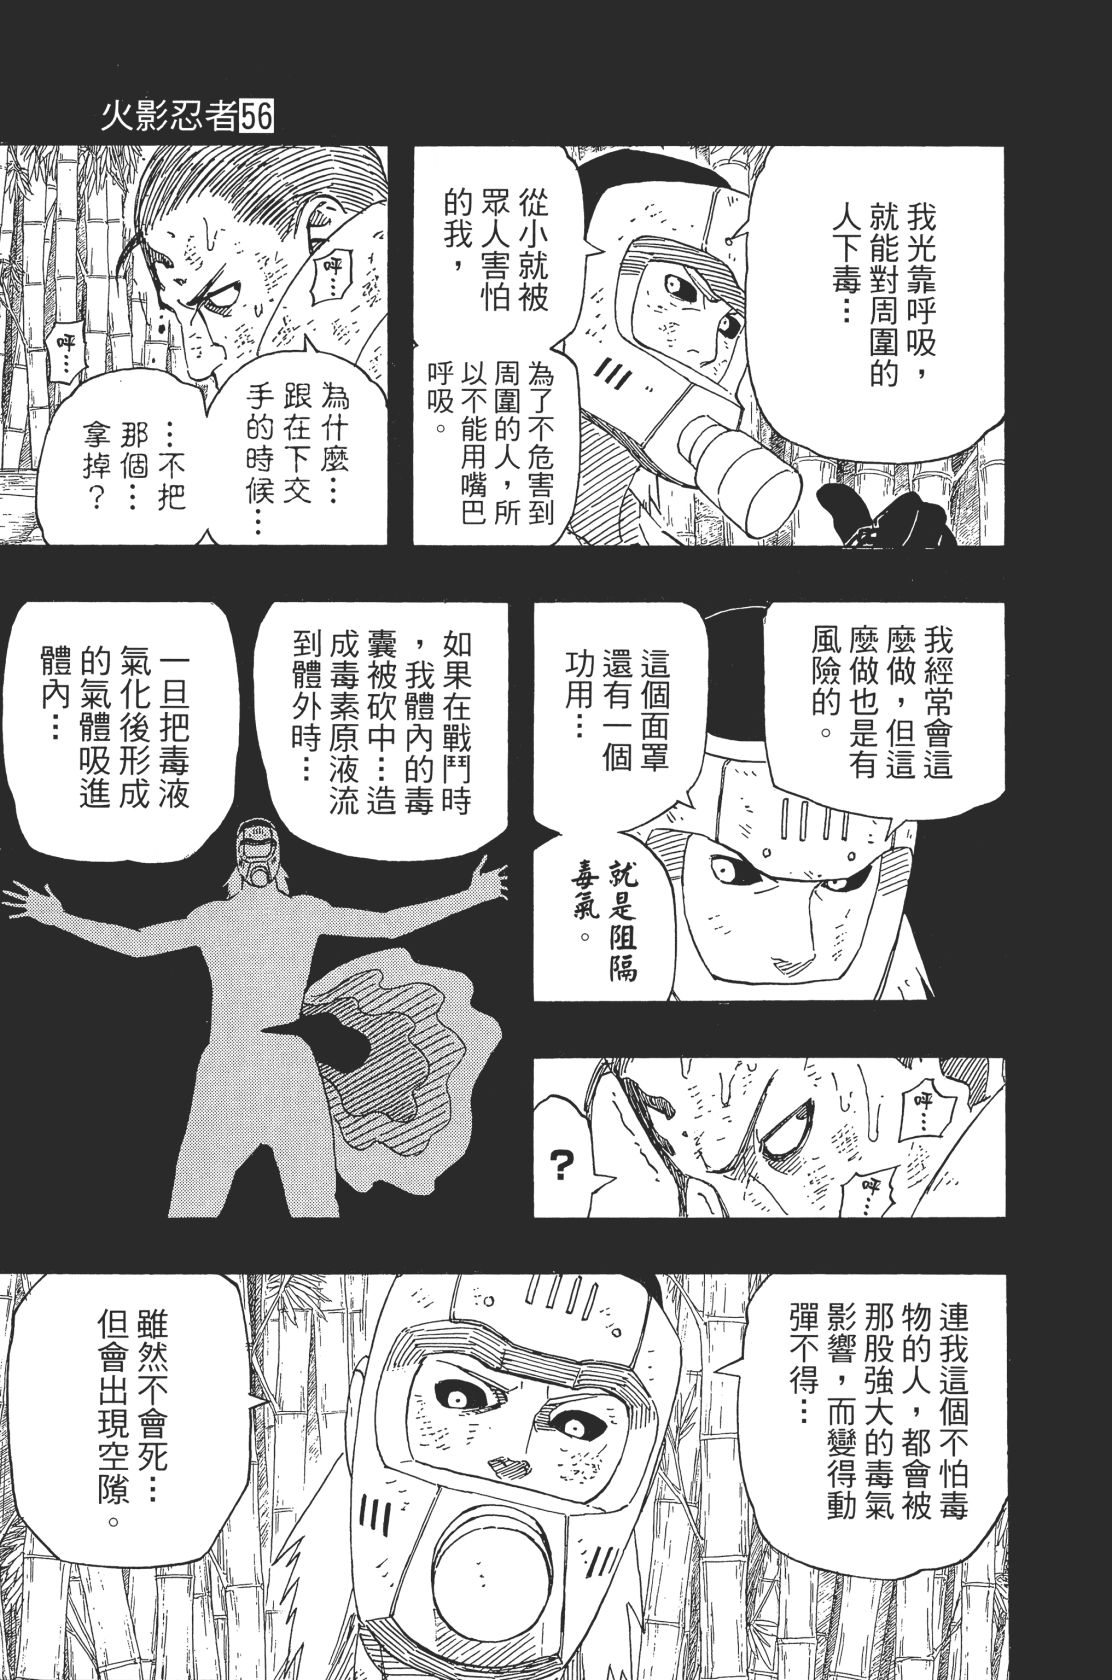 火影忍者56
我光靠呼吸，
就能對周圍的
人下毒…
從小就被
眾人害怕
的我，
為了不危害到
周圍的人，所
以不能用嘴巴
呼吸。
呼…
呼…
為什麼…
跟在下交
手的時候…
…不把
那個…
拿掉？
我經常會這
麼做，但這
麼做也是有
風險的。
這個面罩
還有一個
功用…
就是阻隔
毒氣。
如果在戰鬥時
，我體內的毒
囊被砍中…造
成毒素原液流
到體外時…
一旦把毒液
氣化後形成
的氣體吸進
體內…
呼…
呼…
？
連我這個不怕毒
物的人，都會被
那股強大的毒氣
影響，而變得動
彈不得…
雖然不會死…
但會出現空隙。